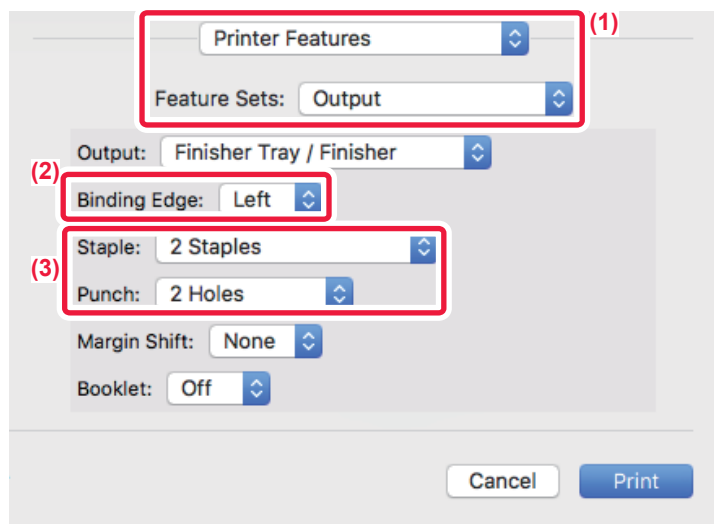 (1)
Printer Features
Feature Sets: Output
Output: Finisher Tray / Finisher
(2)
Binding Edge: Left
Staple: 2 Staples
(3)
Punch: 2 Holes
Margin Shift: None
Booklet: Off
Cancel Print